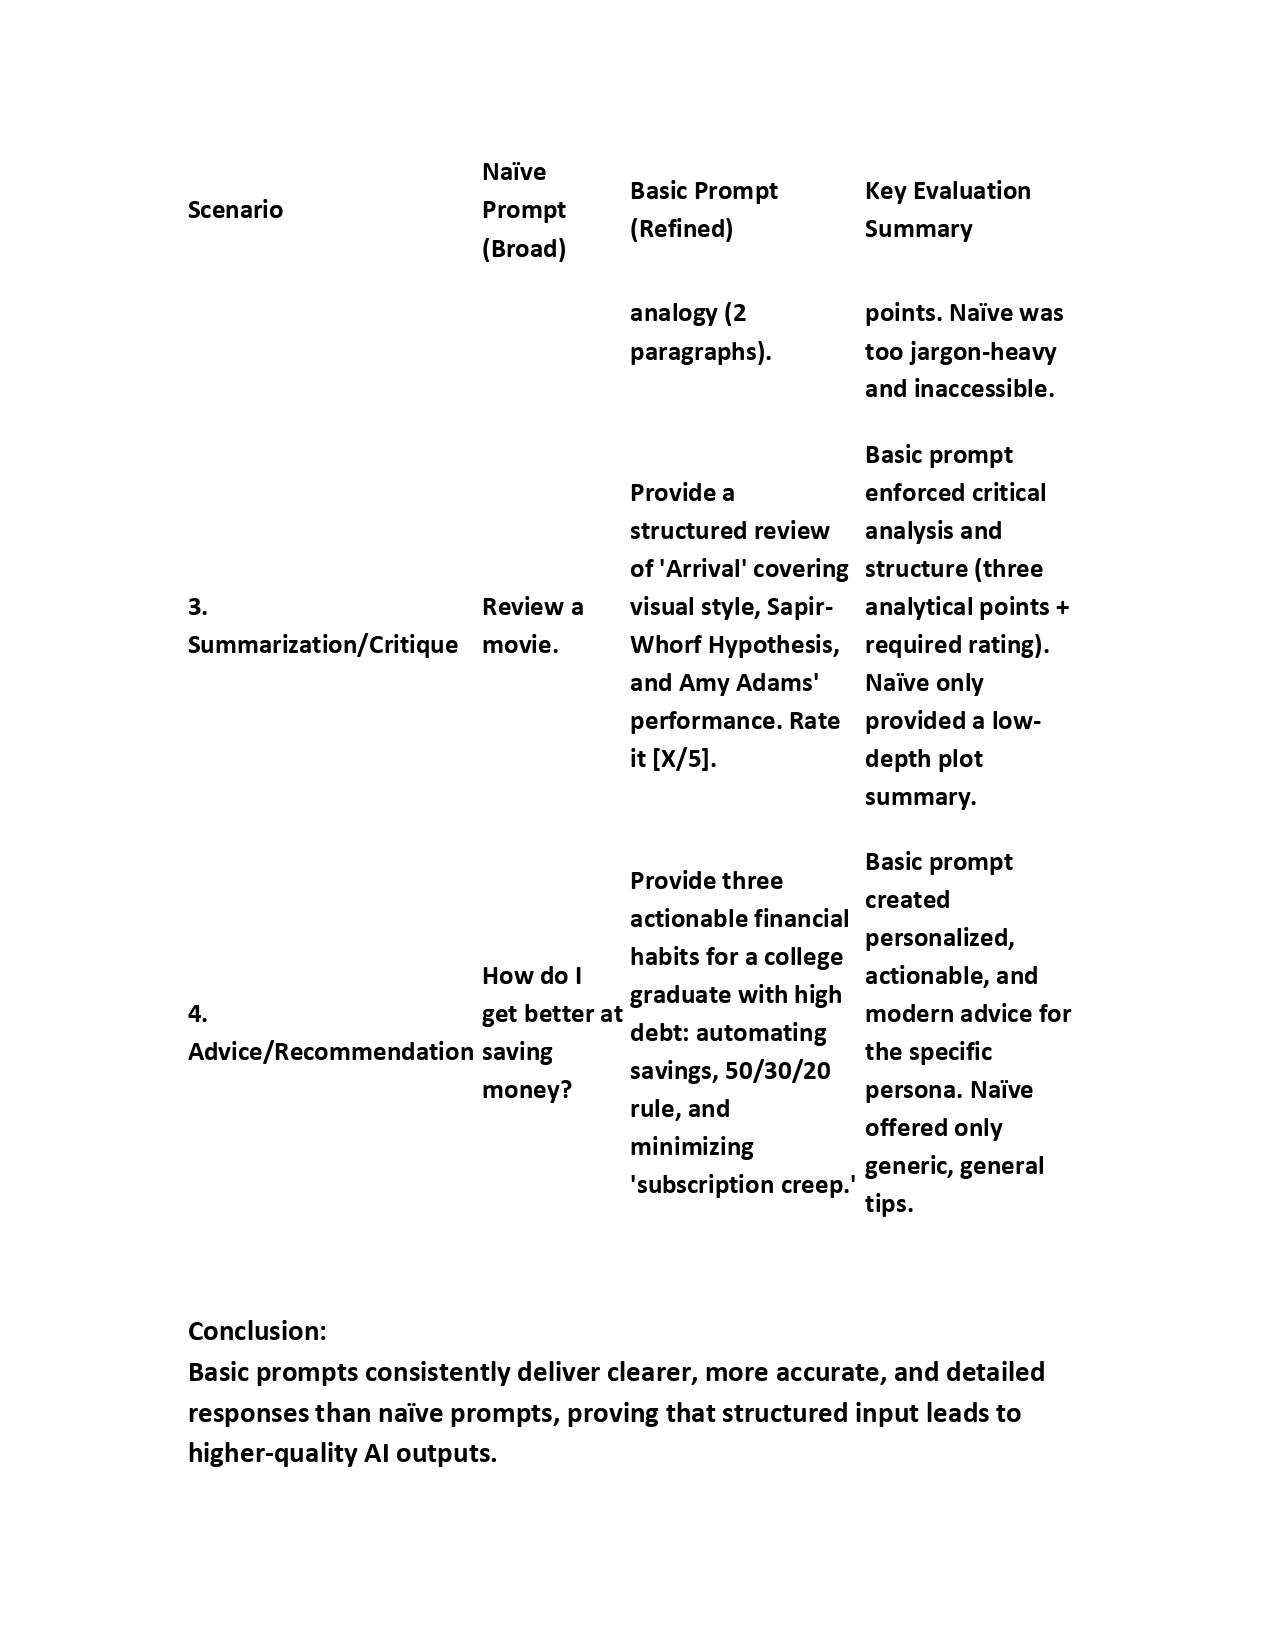 Scenario
Naïve
Prompt
(Broad)
Basic Prompt
(Refined)
Key Evaluation
Summary
analogy (2
paragraphs).
points. Naïve was
too jargon-heavy
and inaccessible.
3.
Summarization/Critique
Review a
movie.
Provide a
structured review
of 'Arrival' covering
visual style, Sapir-
Whorf Hypothesis,
and Amy Adams'
performance. Rate
it [X/5].
Basic prompt
enforced critical
analysis and
structure (three
analytical points +
required rating).
Naïve only
provided a low-
depth plot
summary.
4.
Advice/Recommendation
How do I
get better at
saving
money?
Provide three
actionable financial
habits for a college
graduate with high
debt: automating
savings, 50/30/20
rule, and
minimizing
'subscription creep.'
Basic prompt
created
personalized,
actionable, and
modern advice for
the specific
persona. Naïve
offered only
generic, general
tips.
Conclusion:
Basic prompts consistently deliver clearer, more accurate, and detailed
responses than naïve prompts, proving that structured input leads to
higher-quality AI outputs.